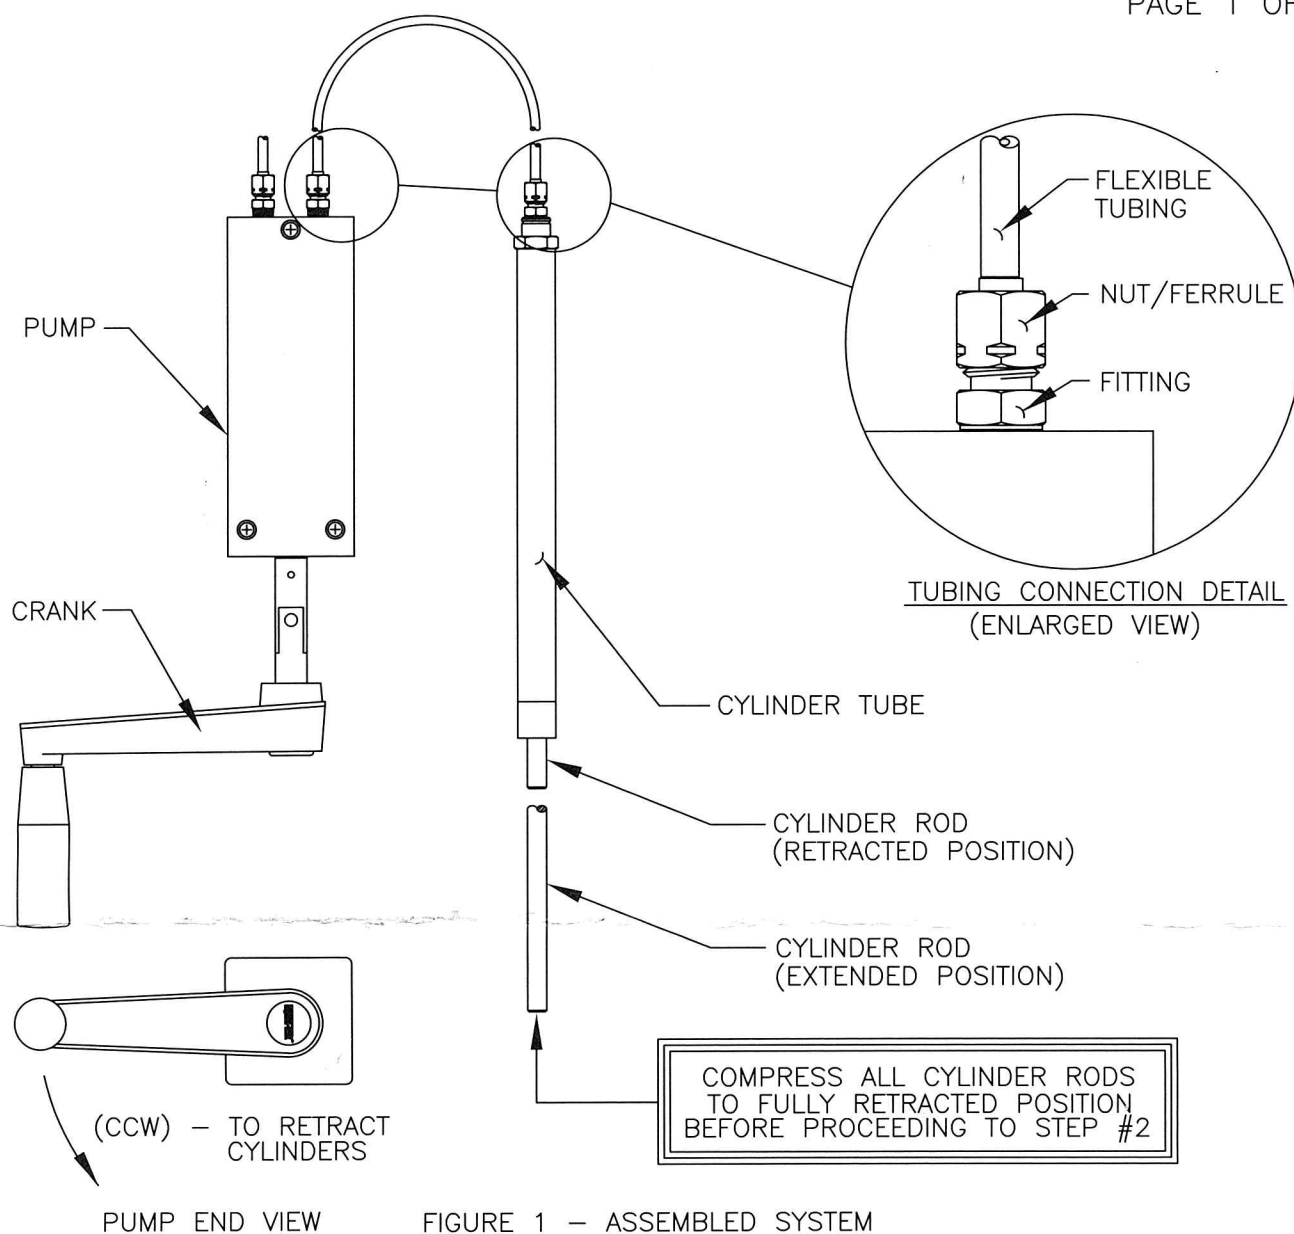 PAGE 1 OF
FLEXIBLE
TUBING
NUT/FERRULE
FITTING
PUMP
TUBING CONNECTION DETAIL
(ENLARGED VIEW)
CRANK
CYLINDER TUBE
CYLINDER ROD
(RETRACTED POSITION)
CYLINDER ROD
(EXTENDED POSITION)
COMPRESS ALL CYLINDER RODS
TO FULLY RETRACTED POSITION
BEFORE PROCEEDING TO STEP #2
(CCW) – TO RETRACT
CYLINDERS
PUMP END VIEW
FIGURE 1 – ASSEMBLED SYSTEM